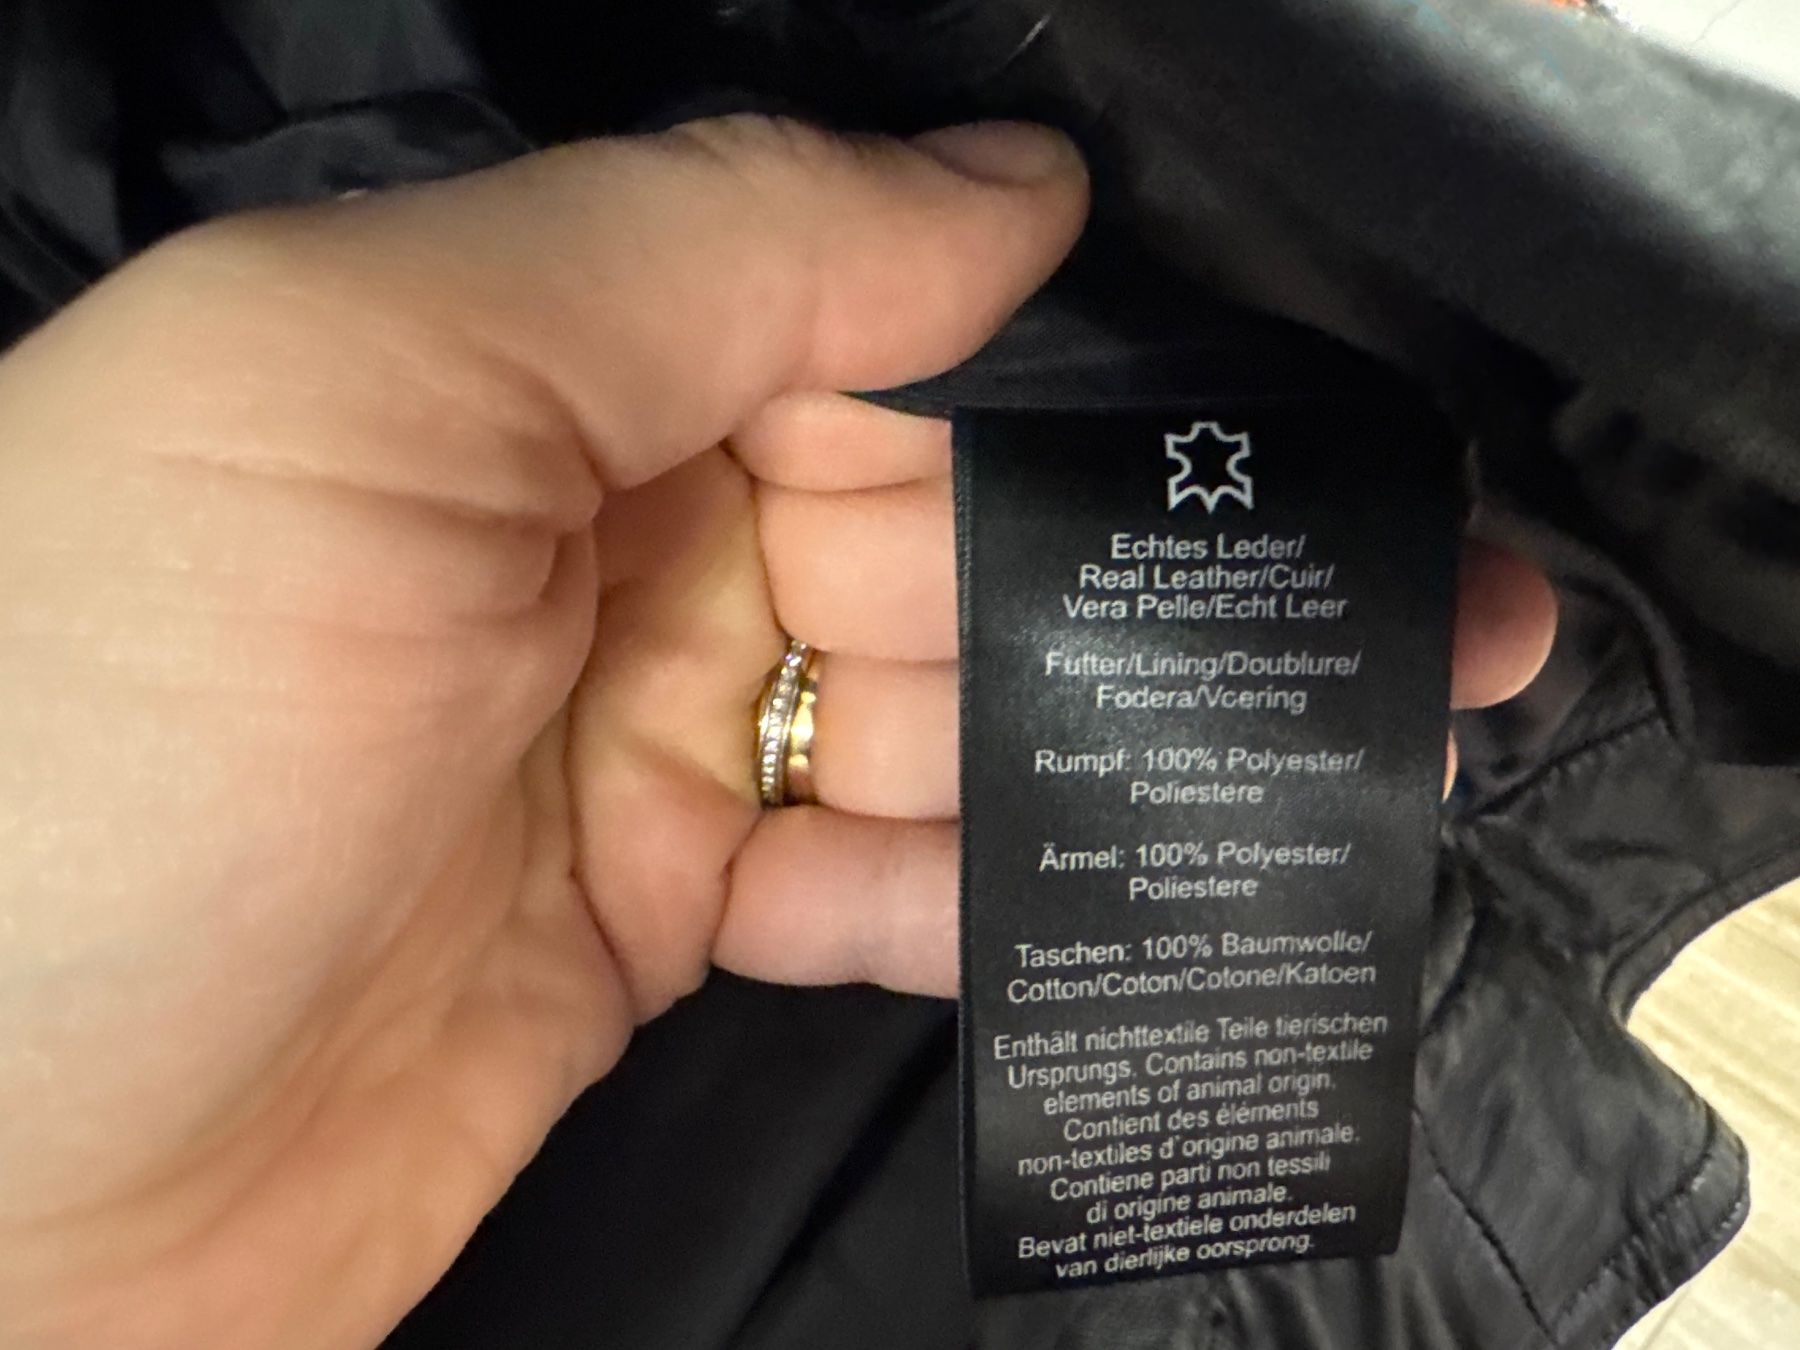 Echtes Leder/
Real Leather/Cuir/
Vera Pelle/Echt Leer
Futter/Lining/Doublure/
Fodera/Vcering
Rumpf: 100% Polyester/
Poliestere
Ärmel: 100% Polyester/
Poliestere
Taschen: 100% Baumwolle/
Cotton/Coton/Cotone/Katoen
Enthält nichttextile Teile tierischen
Ursprungs. Contains non-textile
elements of animal origin.
Contient des éléments
non-textiles d'origine animale.
Contiene parti non tessili
di origine animale.
Bevat niet-textiele onderdelen
van dierlijke oorsprong.